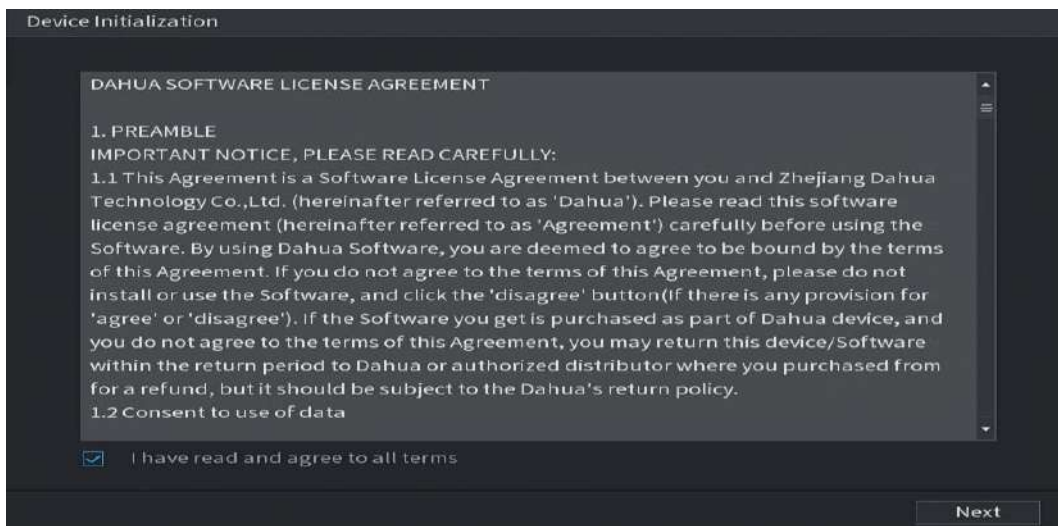 Device Initialization
DAHUA SOFTWARE LICENSE AGREEMENT
1. PREAMBLE
IMPORTANT NOTICE, PLEASE READ CAREFULLY:
1.1 This Agreement is a Software License Agreement between you and Zhejiang Dahua
Technology Co.,Ltd. (hereinafter referred to as 'Dahua'). Please read this software
license agreement (hereinafter referred to as 'Agreement') carefully before using the
Software. By using Dahua Software, you are deemed to agree to be bound by the terms
of this Agreement. If you do not agree to the terms of this Agreement, please do not
install or use the Software, and click the 'disagree' button(If there is any provision for
'agree' or 'disagree'). If the Software you get is purchased as part of Dahua device, and
you do not agree to the terms of this Agreement, you may return this device/Software
within the return period to Dahua or authorized distributor where you purchased from
for a refund, but it should be subject to the Dahua's return policy.
1.2 Consent to use of data
I have read and agree to all terms
Next